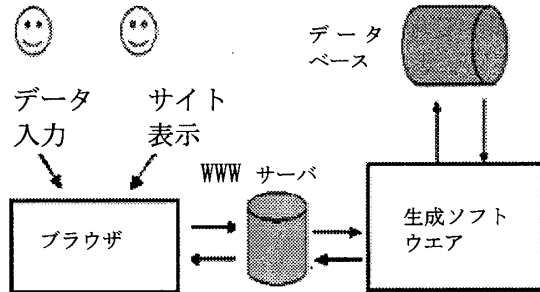 データ
ベース
データ
入力
サイト
表示
WWW サーバ
ブラウザ
生成ソフト
ウエア